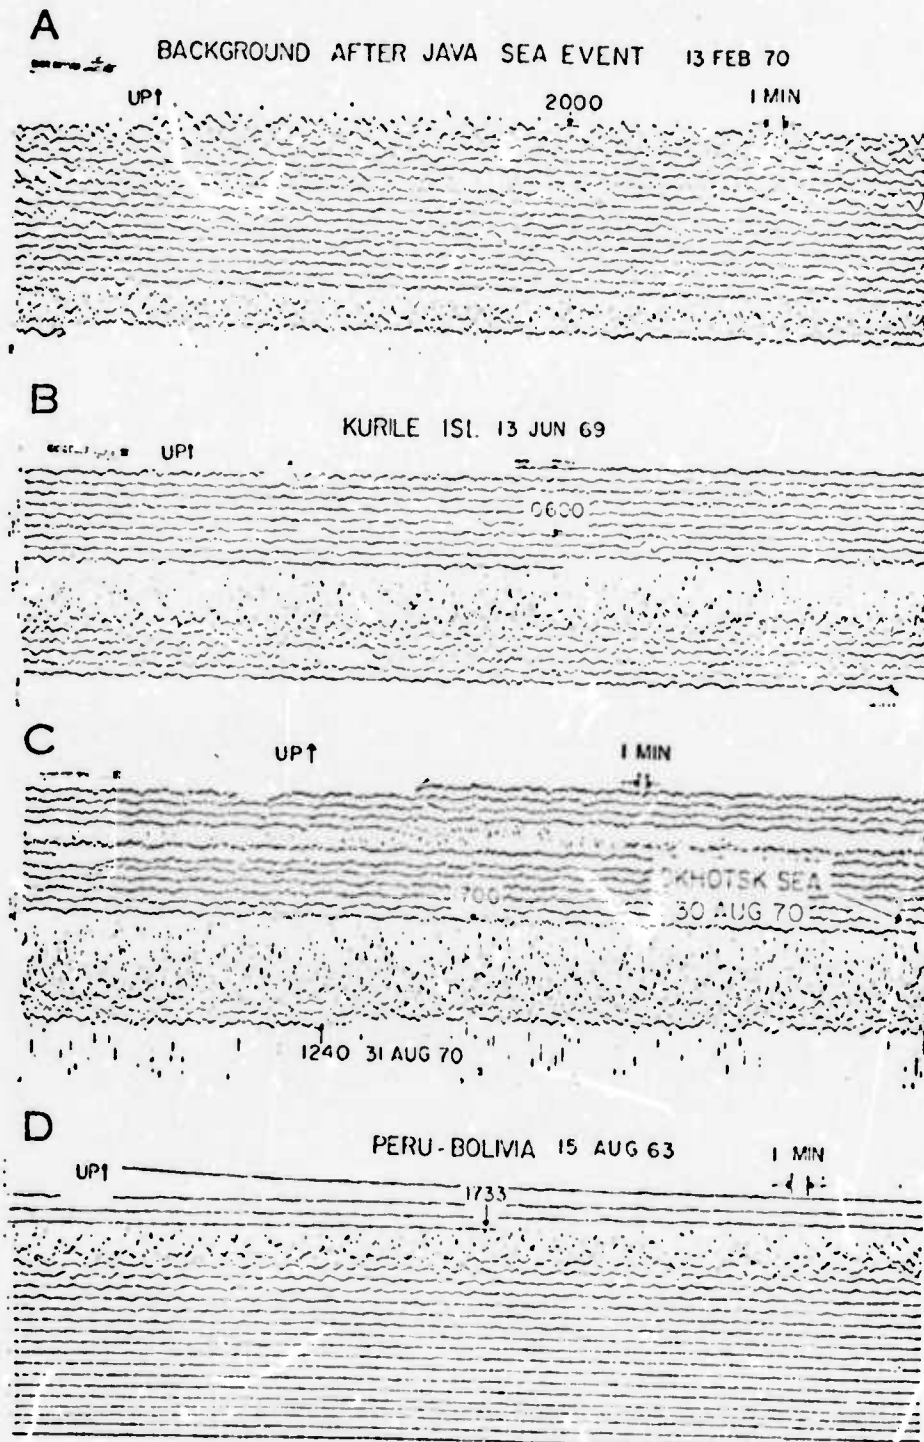 A
BACKGROUND AFTER JAVA SEA EVENT 13 FEB 70
UP↑ 2000 1 MIN
B
KURILE ISL. 13 JUN 69
UP↑
0600
C
UP↑ 1 MIN
OKHOTSK SEA
700
30 AUG 70
1240 31 AUG 70
D
PERU-BOLIVIA 15 AUG 63 1 MIN
UP↑
1733